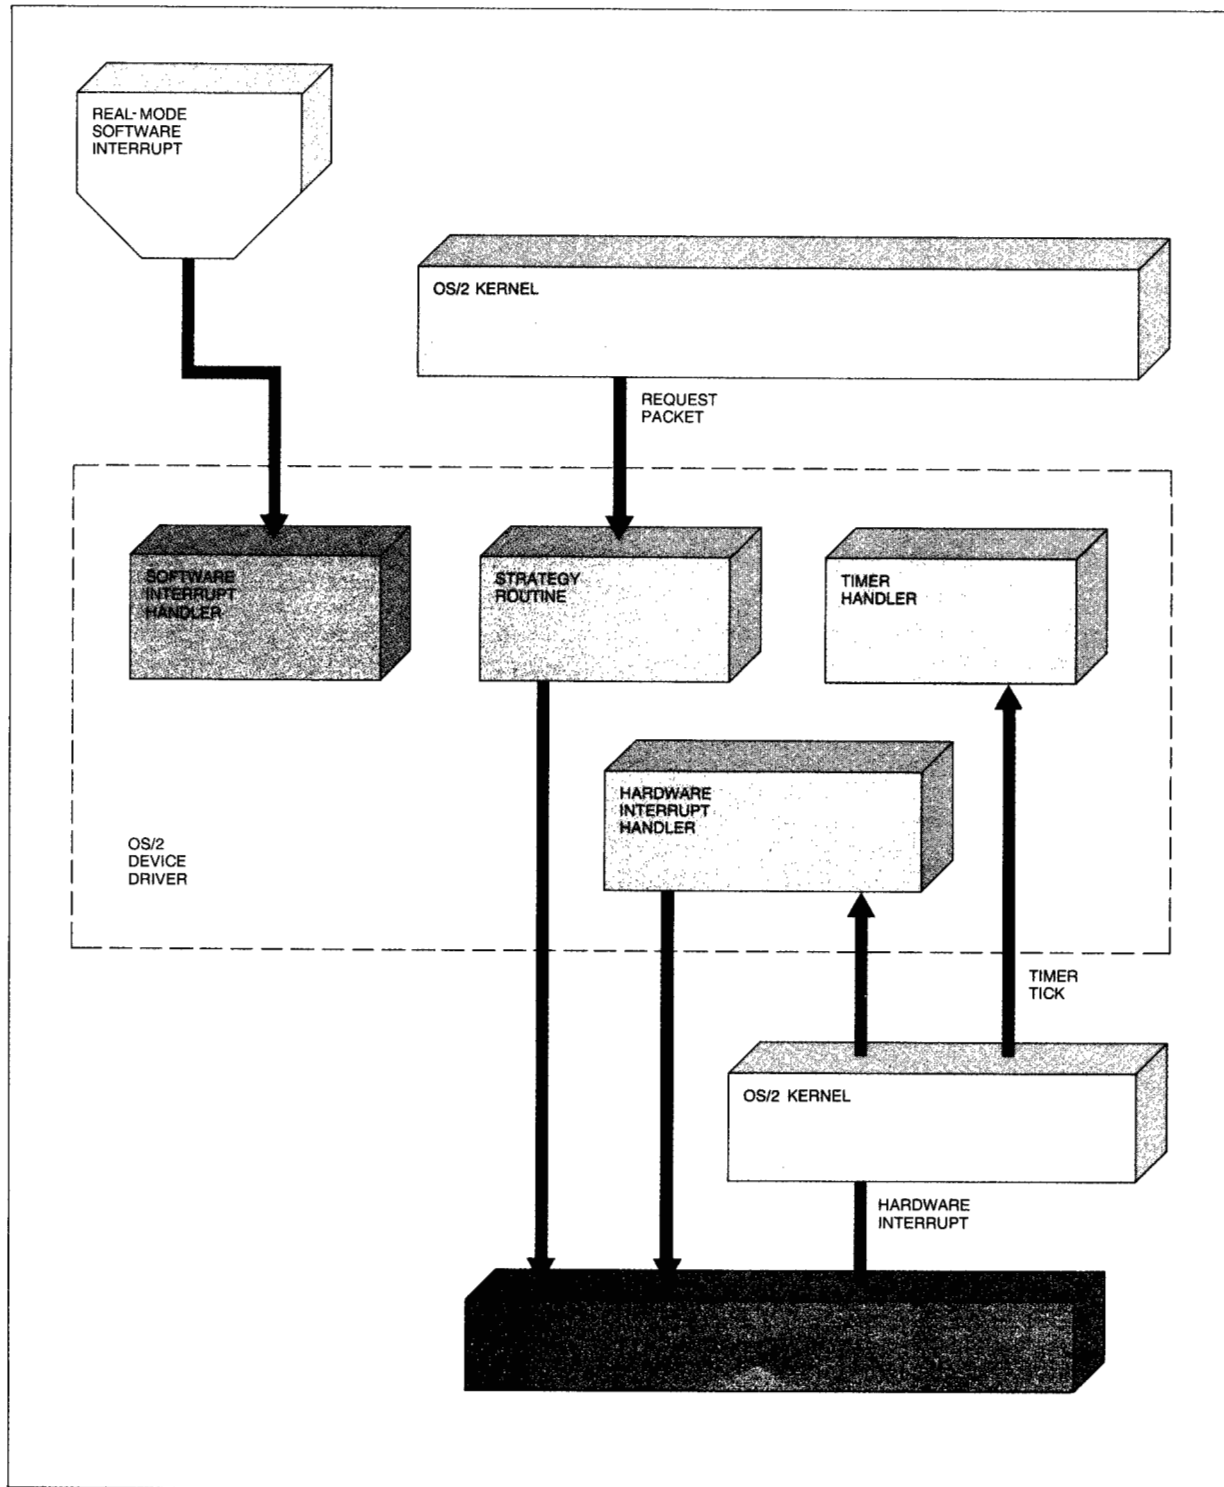 REAL-MODE
SOFTWARE
INTERRUPT
OS/2 KERNEL
REQUEST
PACKET
SOFTWARE
INTERRUPT
HANDLER
STRATEGY
ROUTINE
TIMER
HANDLER
HARDWARE
INTERRUPT
HANDLER
OS/2
DEVICE
DRIVER
TIMER
TICK
OS/2 KERNEL
HARDWARE
INTERRUPT